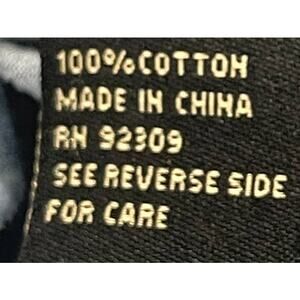 100% COTTON
MADE IN CHINA
RN 92309
SEE REVERSE SIDE
FOR CARE